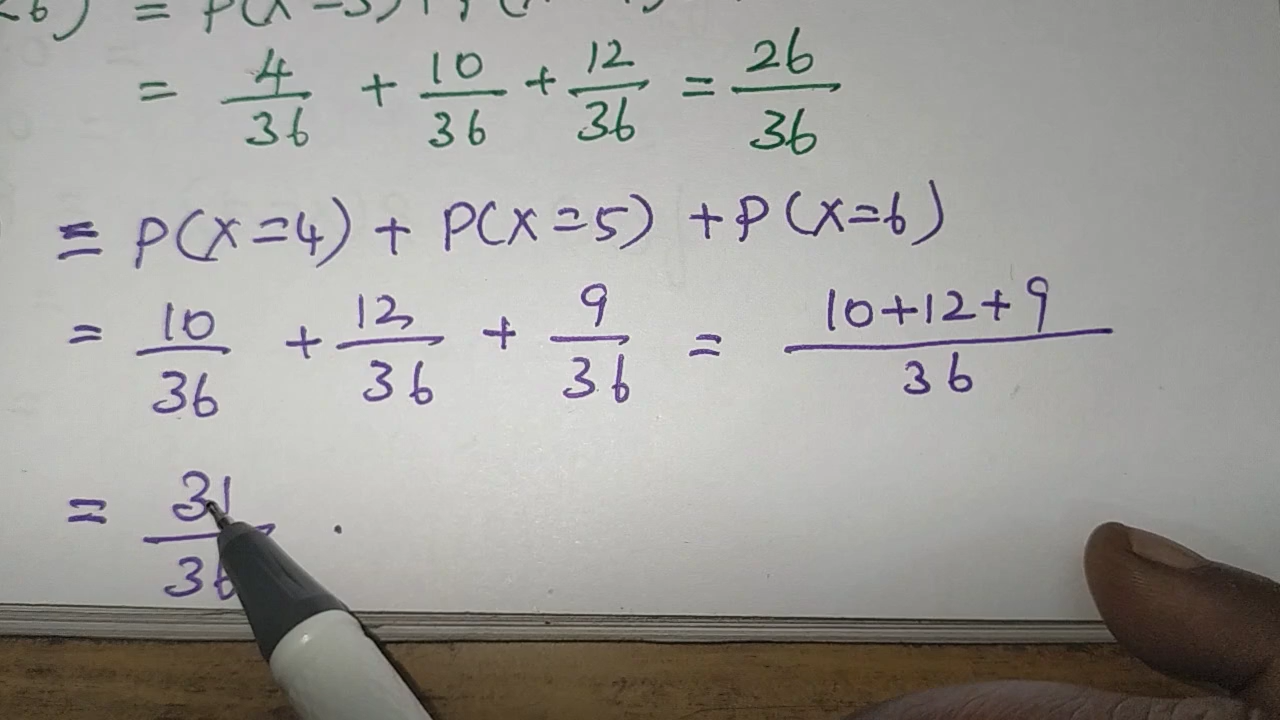 = P(X=3) +
= 4/36 + 10/36 + 12/36 = 26/36
= P(X=4) + P(X=5) + P(X=6)
= 10/36 + 12/36 + 9/36 = 10+12+9/36
= 31/36 .